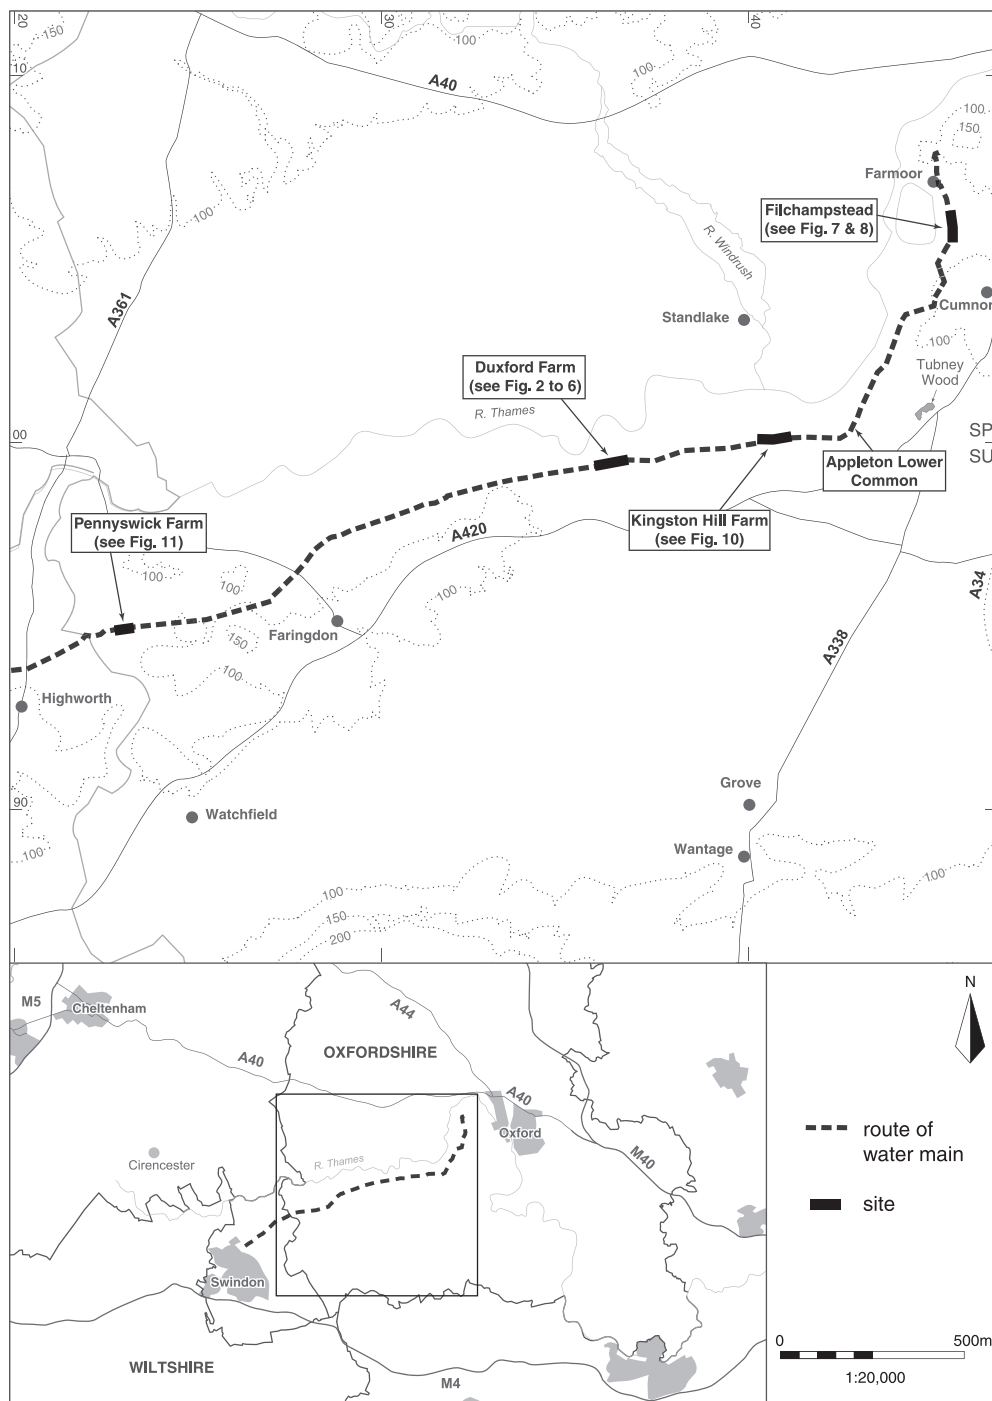 20
30
40
150
100
100
100
150
10
A40
100
Farmoor
Filchampstead
(see Fig. 7 & 8)
100
R. Windrush
A361
Cumnor
Standlake
100
Duxford Farm
(see Fig. 2 to 6)
Tubney
Wood
R. Thames
00
SP
SU
Appleton Lower
Common
Pennyswick Farm
(see Fig. 11)
Kingston Hill Farm
(see Fig. 10)
A420
100
100
100
A34
Faringdon
150
A338
100
Highworth
Grove
90
Watchfield
Wantage
100
100
100
150
200
N
M5
Cheltenham
A44
A40
OXFORDSHIRE
A40
Oxford
route of
water main
Cirencester
R. Thames
M40
site
Swindon
0
500m
WILTSHIRE
M4
1:20,000